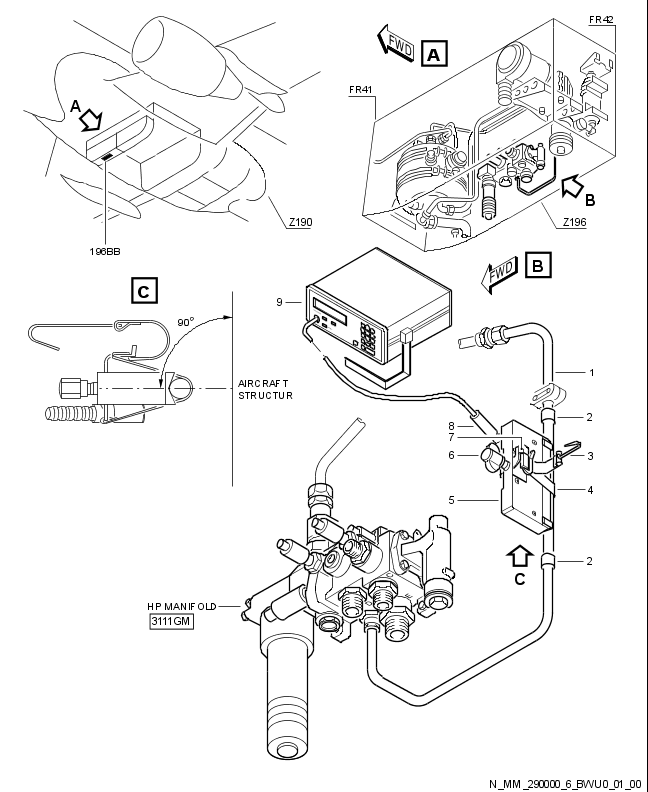 A
196BB
Z190
FWD
A
FR42
FR41
B
Z196
C
90°
AIRCRAFT
STRUCTUR
FWD
B
9
1
2
8
7
6
3
5
4
C
2
HP MANIFOLD
3111GM
N_MM_290000_6_BVVU0_01_00